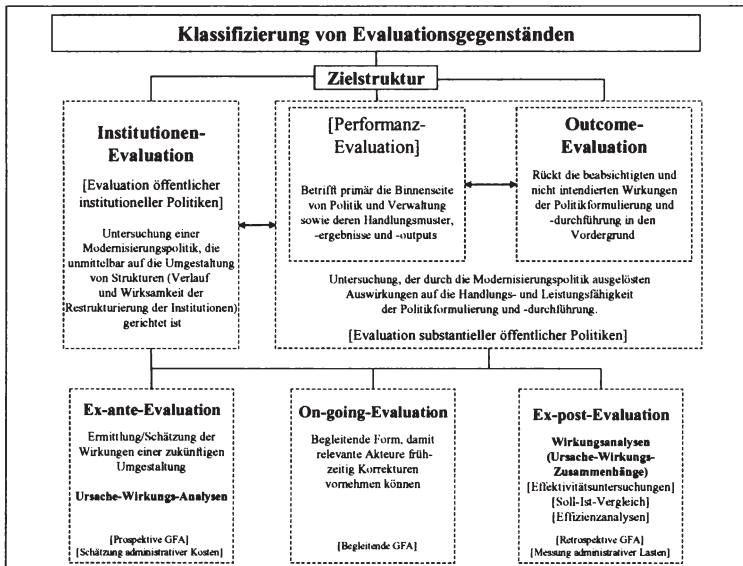 Klassifizierung von Evaluationsgegenständen
Zielstruktur
Institutionen-
Evaluation
[Evaluation öffentlicher
institutioneller Politiken]
Untersuchung einer
Modernisierungspolitik, die
unmittelbar auf die Umgestaltung
von Strukturen (Verlauf
und Wirksamkeit der
Restrukturierung der Institutionen)
gerichtet ist
[Performanz-
Evaluation]
Betrifft primär die Binnenseite
von Politik und Verwaltung
sowie deren Handlungsmuster,
-ergebnisse und -outputs
Outcome-
Evaluation
Rückt die beabsichtigten und
nicht intendierten Wirkungen
der Politikformulierung und
-durchführung in den
Vordergrund
Untersuchung, der durch die Modernisierungspolitik ausgelösten
Auswirkungen auf die Handlungs- und Leistungsfähigkeit
der Politikformulierung und -durchführung.
[Evaluation substantieller öffentlicher Politiken]
Ex-ante-Evaluation
Ermittlung/Schätzung der
Wirkungen einer zukünftigen
Umgestaltung
Ursache-Wirkungs-Analysen
[Prospektive GFA]
[Schätzung administrativer Kosten]
On-going-Evaluation
Begleitende Form, damit
relevante Akteure früh-
zeitig Korrekturen
vornehmen können
[Begleitende GFA]
Ex-post-Evaluation
Wirkungsanalysen
(Ursache-Wirkungs-
Zusammenhänge)
[Effektivitätsuntersuchungen]
[Soll-Ist-Vergleich]
[Effizienzanalysen]
[Retrospektive GFA]
[Messung administrativer Lasten]